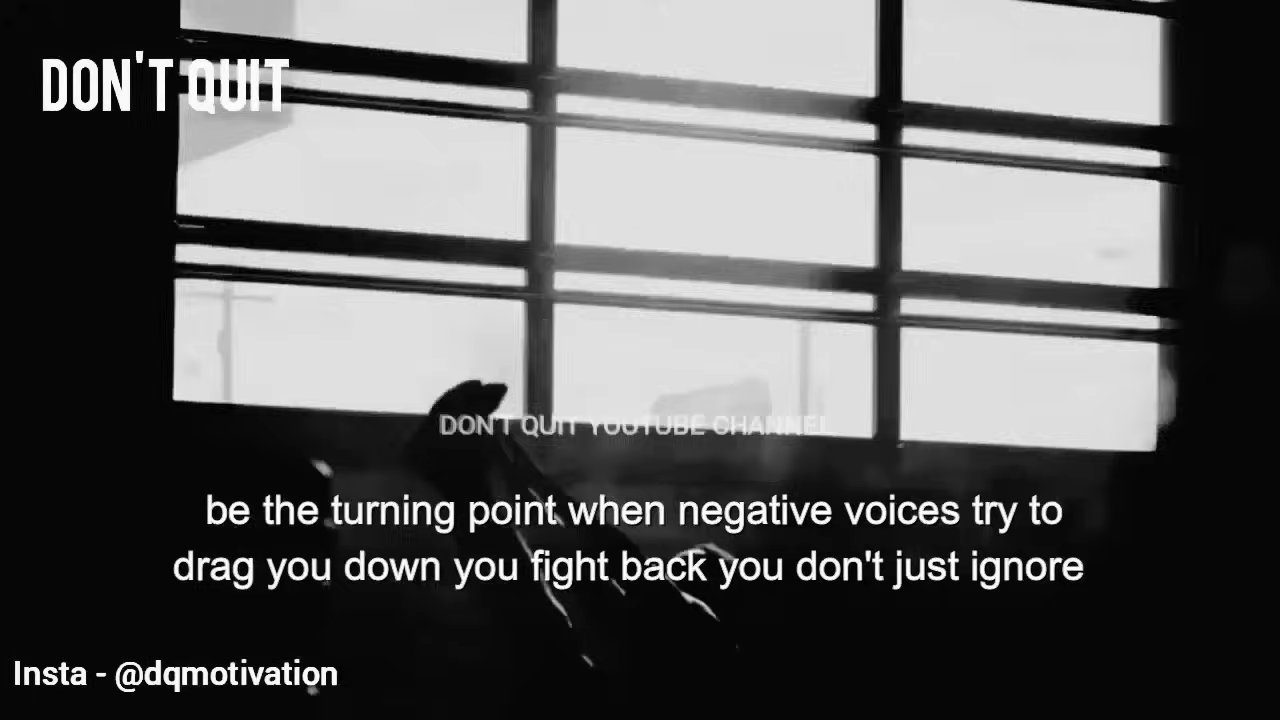 DON'T QUIT
DON'T QUIT YOUTUBE CHANNEL
be the turning point when negative voices try to
drag you down you fight back you don't just ignore
Insta - @dqmotivation